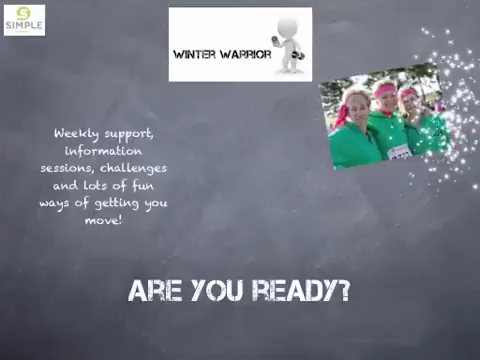 SIMPLE
WINTER WARRIOR
Weekly support,
information
sessions, challenges
and lots of fun
ways of getting you
move!
ARE YOU READY?